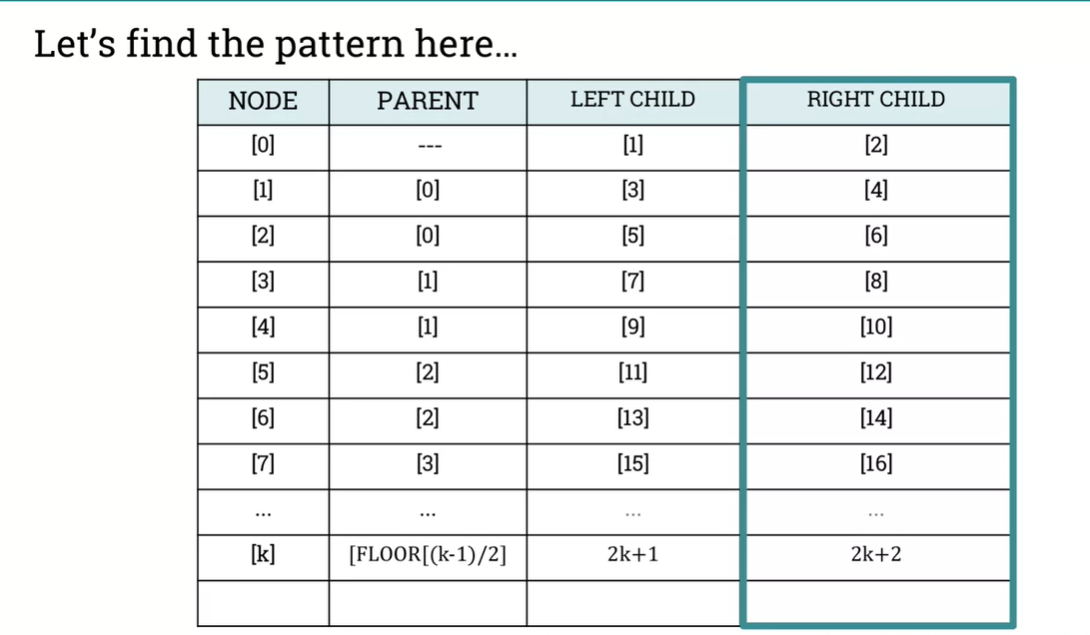 Let's find the pattern here...
NODE PARENT LEFT CHILD RIGHT CHILD
[0] --- [1] [2]
[1] [0] [3] [4]
[2] [0] [5] [6]
[3] [1] [7] [8]
[4] [1] [9] [10]
[5] [2] [11] [12]
[6] [2] [13] [14]
[7] [3] [15] [16]
... ... ... ...
[k] [FLOOR[(k-1)/2] 2k+1 2k+2